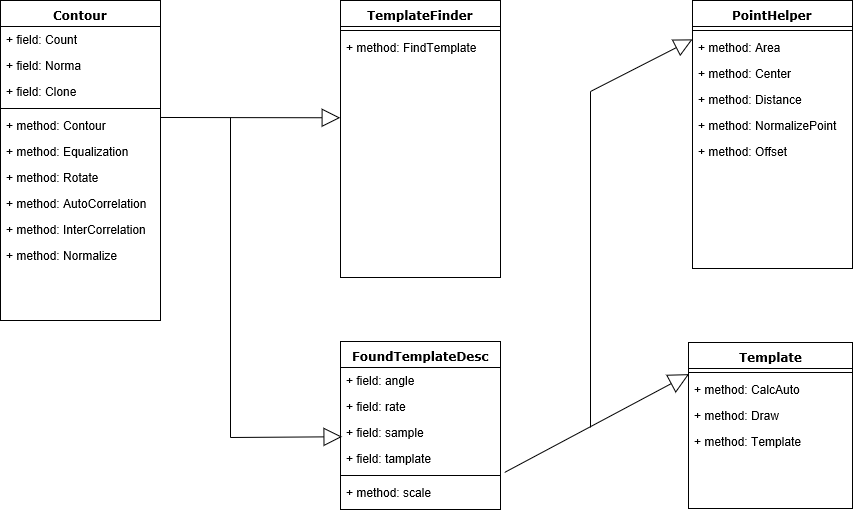 Contour
+ field: Count
+ field: Norma
+ field: Clone
+ method: Contour
+ method: Equalization
+ method: Rotate
+ method: AutoCorrelation
+ method: InterCorrelation
+ method: Normalize
TemplateFinder
+ method: FindTemplate
PointHelper
+ method: Area
+ method: Center
+ method: Distance
+ method: NormalizePoint
+ method: Offset
FoundTemplateDesc
+ field: angle
+ field: rate
+ field: sample
+ field: tamplate
+ method: scale
Template
+ method: CalcAuto
+ method: Draw
+ method: Template